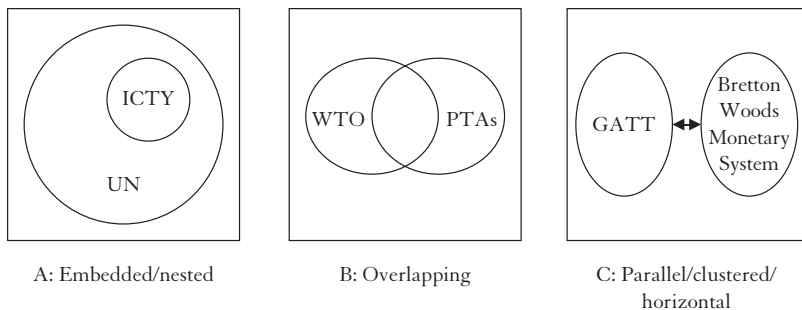 ICTY
UN
A: Embedded/nested
WTO
PTAs
B: Overlapping
GATT
Bretton
Woods
Monetary
System
C: Parallel/clustered/
horizontal